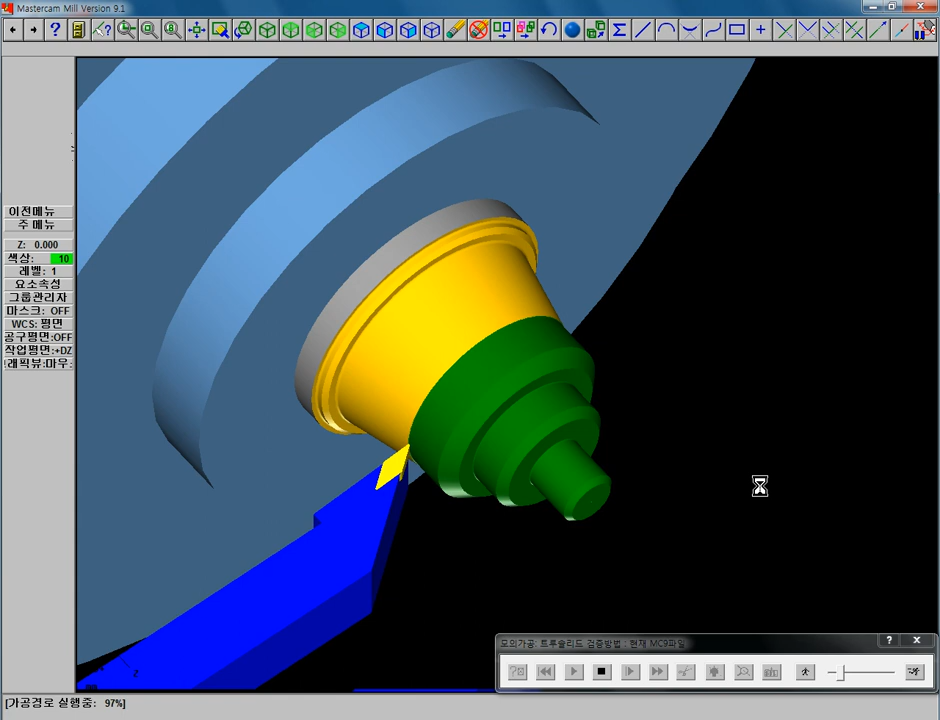 Mastercam Mill Version 9.1
이전메뉴
주 메뉴
Z: 0.000
색상: 10
레벨: 1
요소속성
그룹관리자
마스크: OFF
WCS: 평면
공구평면:OFF
작업평면:+DZ
래픽뷰:마우:
모의가공: 트루솔리드 검증방법 : 현재 MC9파일
[가공경로 실행중: 97%]